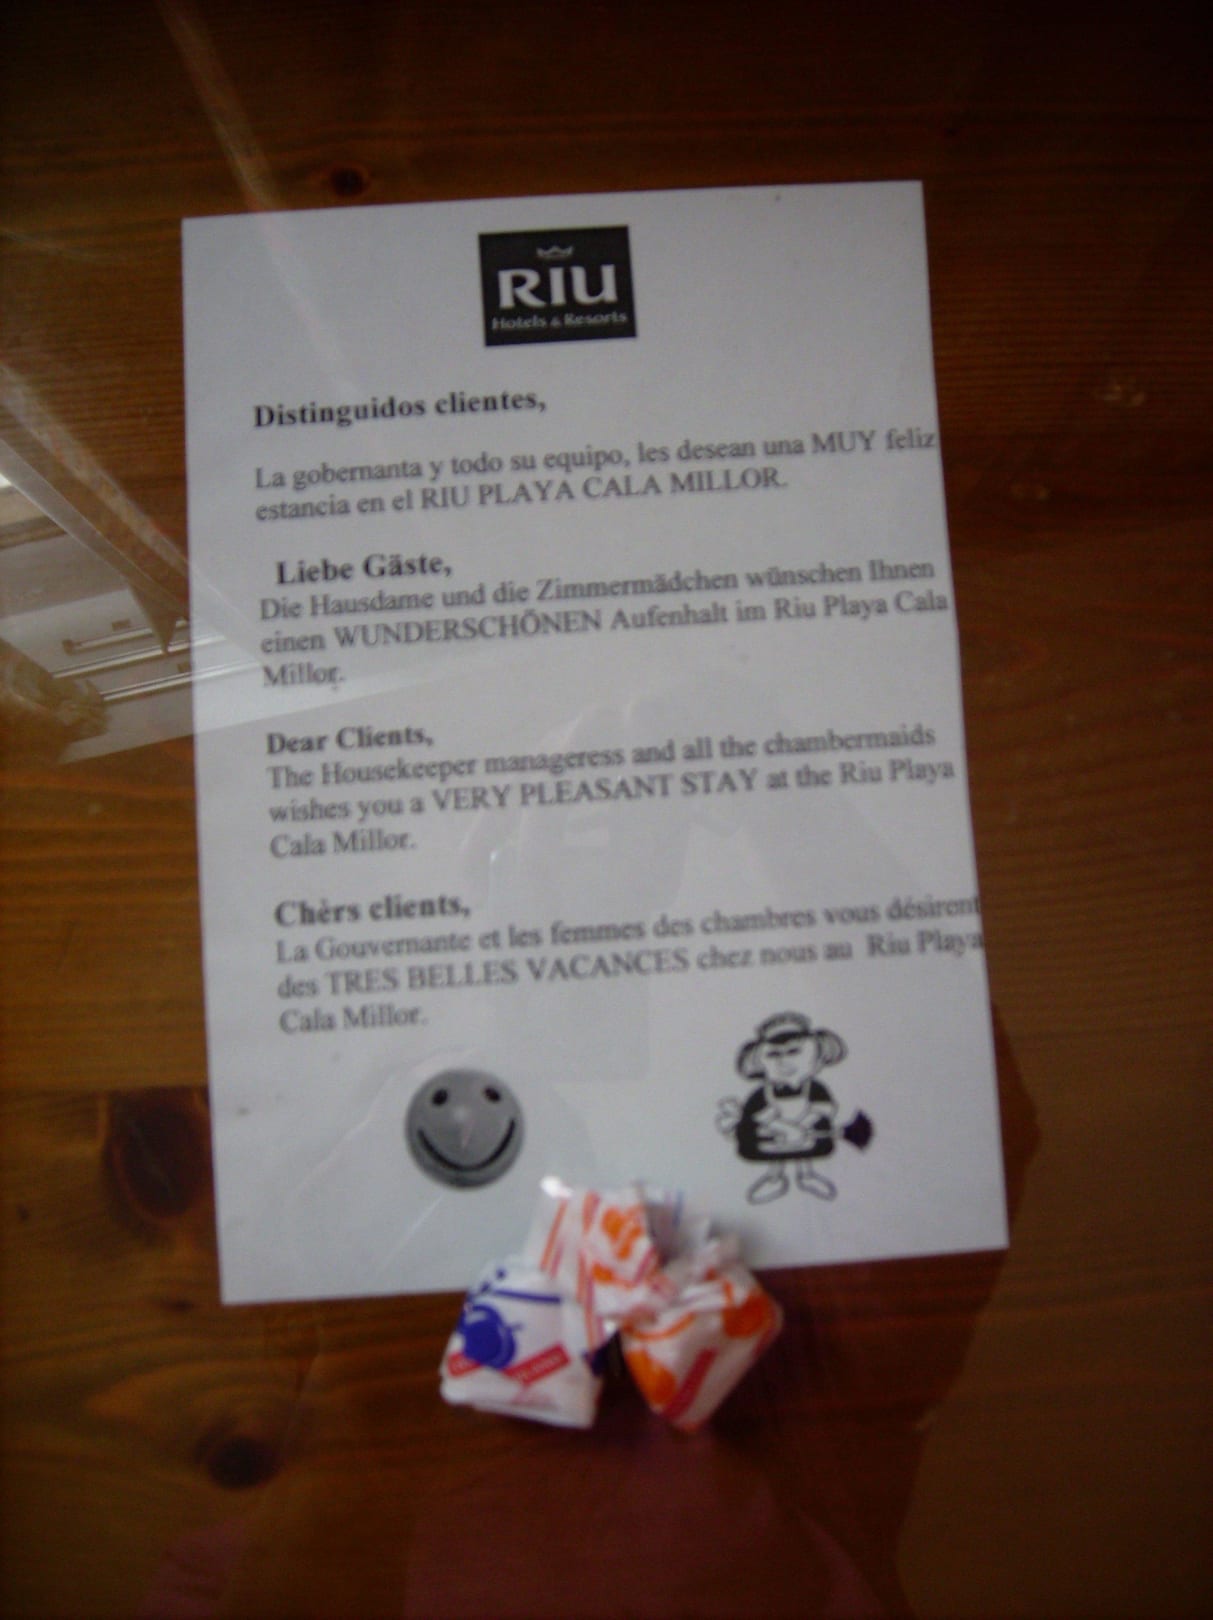 RIU
Hotels & Resorts
Distinguidos clientes,
La gobernanta y todo su equipo, les desean una MUY feliz
estancia en el RIU PLAYA CALA MILLOR.
Liebe Gäste,
Die Hausdame und die Zimmermädchen wünschen Ihnen
einen WUNDERSCHÖNEN Aufenhalt im Riu Playa Cala
Millor.
Dear Clients,
The Housekeeper manageress and all the chambermaids
wishes you a VERY PLEASANT STAY at the Riu Playa
Cala Millor.
Chèrs clients,
La Gouvernante et les femmes des chambres vous désirent
des TRES BELLES VACANCES chez nous au Riu Playa
Cala Millor.